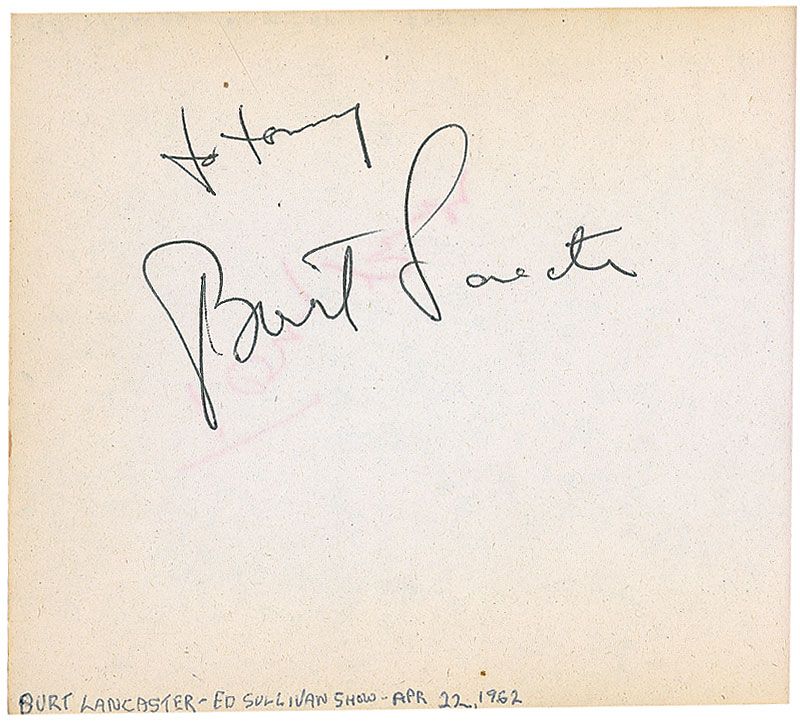 to Tommy
Burt Lancaster
BURT LANCASTER - ED SULLIVAN SHOW - APR 22, 1962